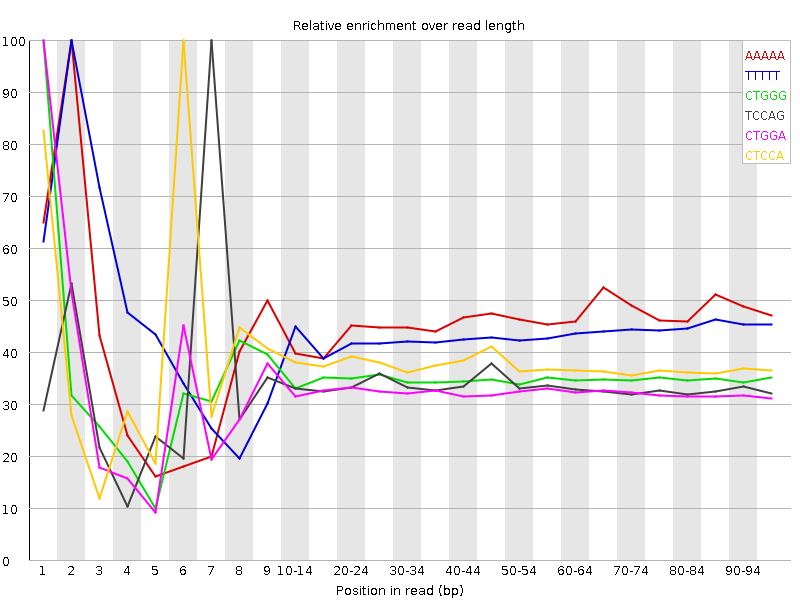 Relative enrichment over read length
100
90
80
70
60
50
40
30
20
10
0
AAAAA
TTTTT
CTGGG
TCCAG
CTGGA
CTCCA
1 2 3 4 5 6 7 8 9 10-14 20-24 30-34 40-44 50-54 60-64 70-74 80-84 90-94
Position in read (bp)